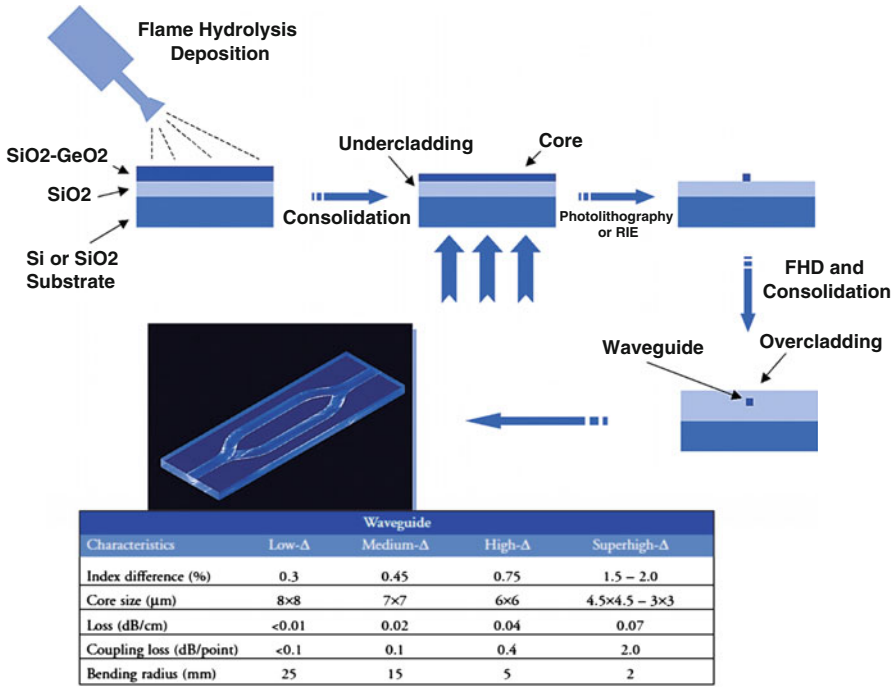 Flame Hydrolysis
Deposition
SiO2-GeO2
SiO2
Si or SiO2
Substrate
Consolidation
Undercladding
Core
Photolithography
or RIE
FHD and
Consolidation
Waveguide
Overcladding
Waveguide
Characteristics Low-Δ Medium-Δ High-Δ Superhigh-Δ
Index difference (%) 0.3 0.45 0.75 1.5 – 2.0
Core size (μm) 8×8 7×7 6×6 4.5×4.5 – 3×3
Loss (dB/cm) <0.01 0.02 0.04 0.07
Coupling loss (dB/point) <0.1 0.1 0.4 2.0
Bending radius (mm) 25 15 5 2